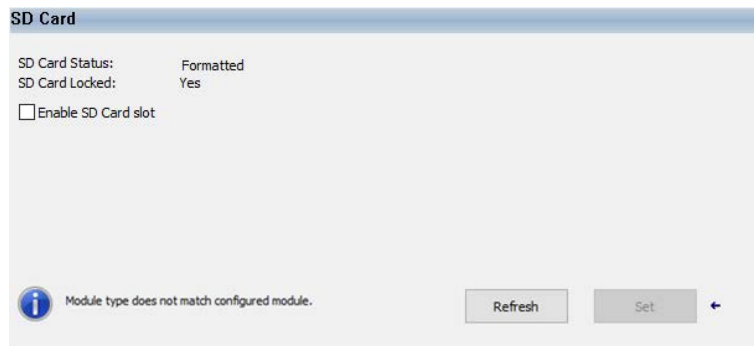 SD Card
SD Card Status: Formatted
SD Card Locked: Yes
Enable SD Card slot
Module type does not match configured module.
Refresh
Set